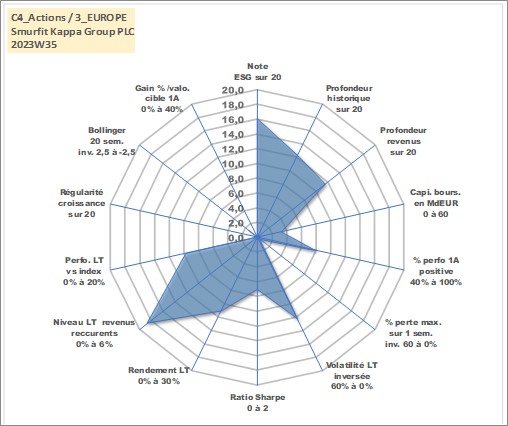 C4_Actions / 3_EUROPE
Smurfit Kappa Group PLC
2023W35
Note
ESG sur 20
Profondeur
historique
sur 20
Profondeur
revenus
sur 20
Capi. bours.
en MdEUR
0 à 60
% perfo 1A
positive
40% à 100%
% perte max.
sur 1 sem.
inv. 60 à 0%
Volatilité LT
inversée
60% à 0%
Ratio Sharpe
0 à 2
Rendement LT
0% à 30%
Niveau LT revenus
reccurents
0% à 6%
Perfo. LT
vs index
0% à 20%
Régularité
croissance
sur 20
Bollinger
20 sem.
inv. 2,5 à -2,5
Gain % /valo.
cible 1A
0% à 40%
20,0
18,0
16,0
14,0
12,0
10,0
8,0
6,0
4,0
2,0
0,0